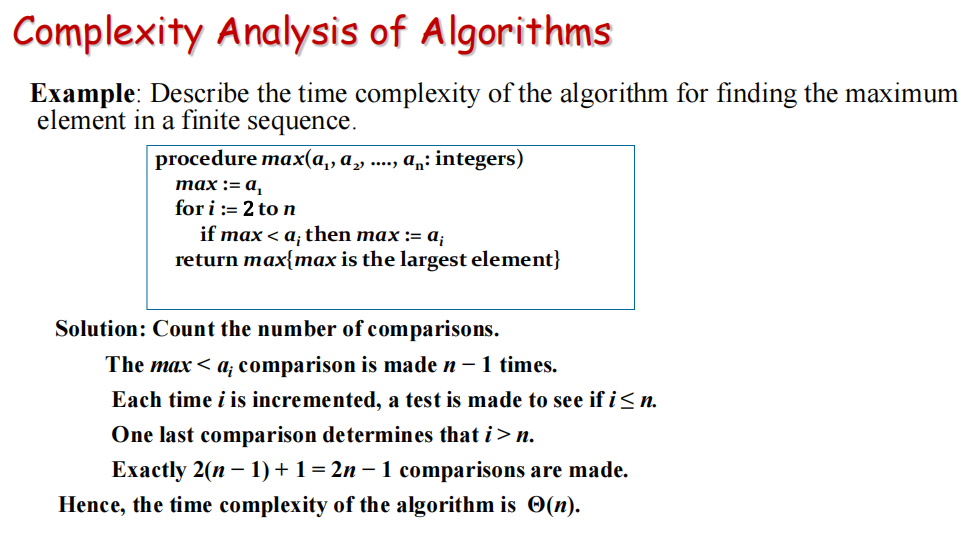 Complexity Analysis of Algorithms
Example: Describe the time complexity of the algorithm for finding the maximum
element in a finite sequence.
procedure max(a₁, a₂, ...., aₙ: integers)
max := a₁
for i := 2 to n
if max < aᵢ then max := aᵢ
return max{max is the largest element}
Solution: Count the number of comparisons.
The max < aᵢ comparison is made n − 1 times.
Each time i is incremented, a test is made to see if i ≤ n.
One last comparison determines that i > n.
Exactly 2(n − 1) + 1 = 2n − 1 comparisons are made.
Hence, the time complexity of the algorithm is Θ(n).